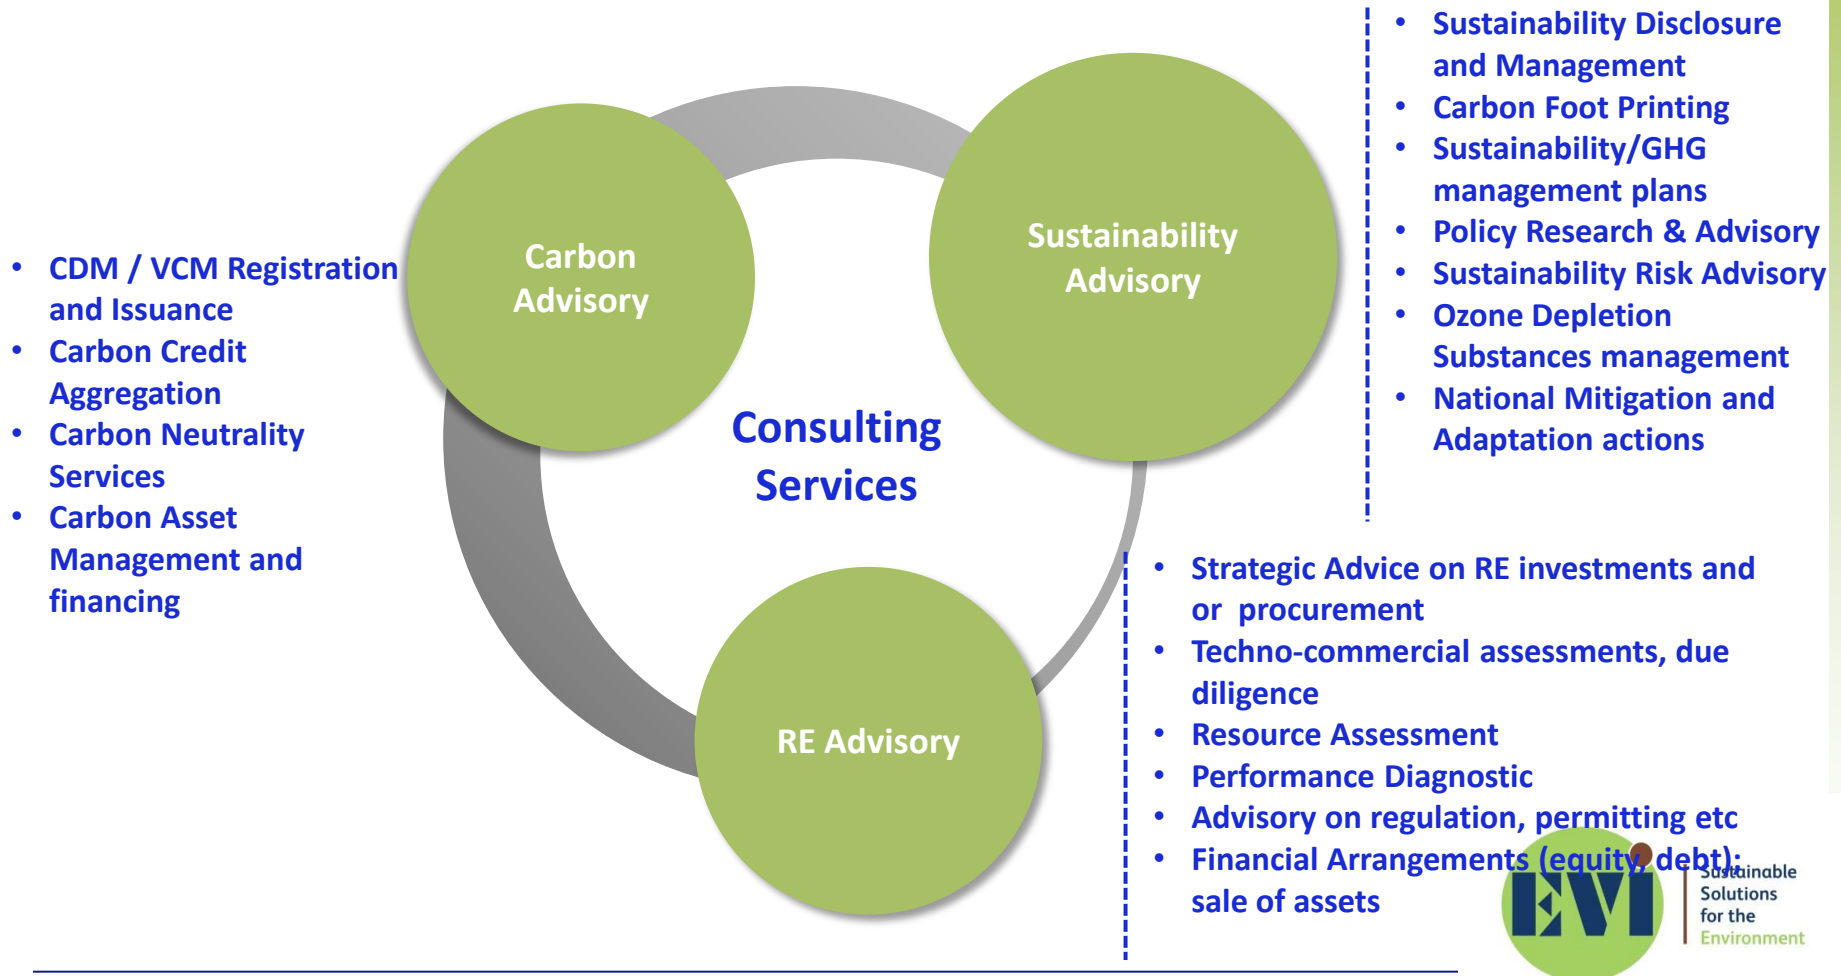 Carbon
Advisory
Sustainability
Advisory
RE Advisory
Consulting
Services
• CDM / VCM Registration
and Issuance
• Carbon Credit
Aggregation
• Carbon Neutrality
Services
• Carbon Asset
Management and
financing
• Sustainability Disclosure
and Management
• Carbon Foot Printing
• Sustainability/GHG
management plans
• Policy Research & Advisory
• Sustainability Risk Advisory
• Ozone Depletion
Substances management
• National Mitigation and
Adaptation actions
• Strategic Advice on RE investments and
or  procurement
• Techno-commercial assessments, due
diligence
• Resource Assessment
• Performance Diagnostic
• Advisory on regulation, permitting etc
• Financial Arrangements (equity, debt);
sale of assets
EVI
Sustainable
Solutions
for the
Environment